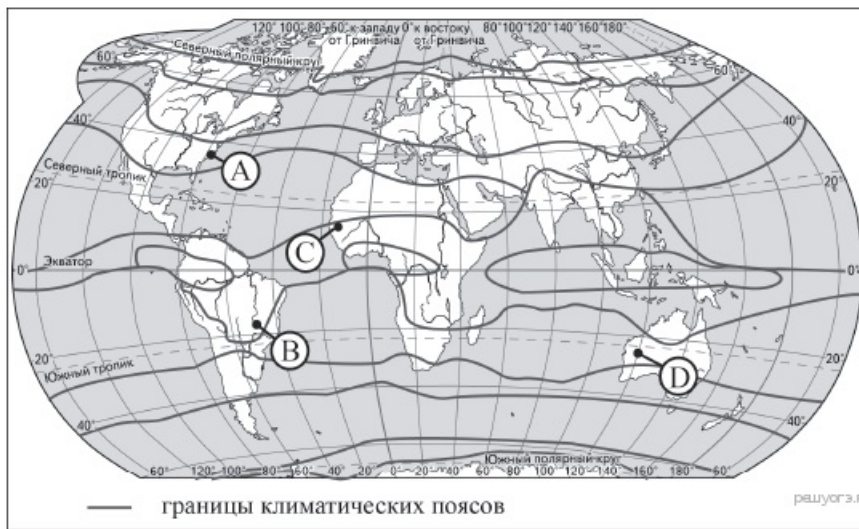 120° 100° 80° 60° к западу 0° к востоку 80° 100° 120° 140° 160° 180°
от Гринвича от Гринвича
Северный полярный круг
60° 60°
40° 40°
A
Северный тропик
20° 20°
C
Экватор
0° 0°
B
D
20° 20°
Южный тропик
40° 40°
Южный полярный круг
60° 120° 100° 80° 60° 40° 20° 0° 20° 40° 60° 80° 100° 120° 140° 160° 180° 60°
границы климатических поясов
решуогэ.р